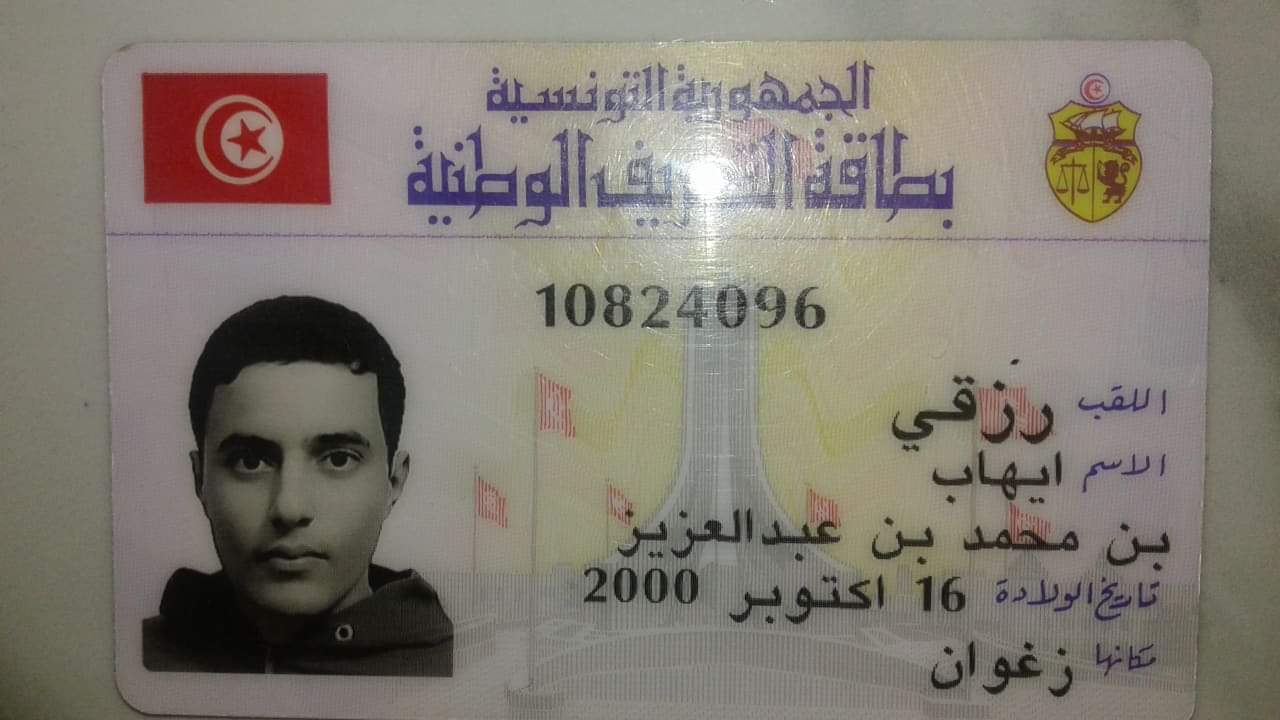 الجمهورية التونسية
بطاقة التعريف الوطنية
10824096
اللقب رزقي
الاسم ايهاب
بن محمد بن عبدالعزيز
تاريخ الولادة 16 اكتوبر 2000
مكانها زغوان